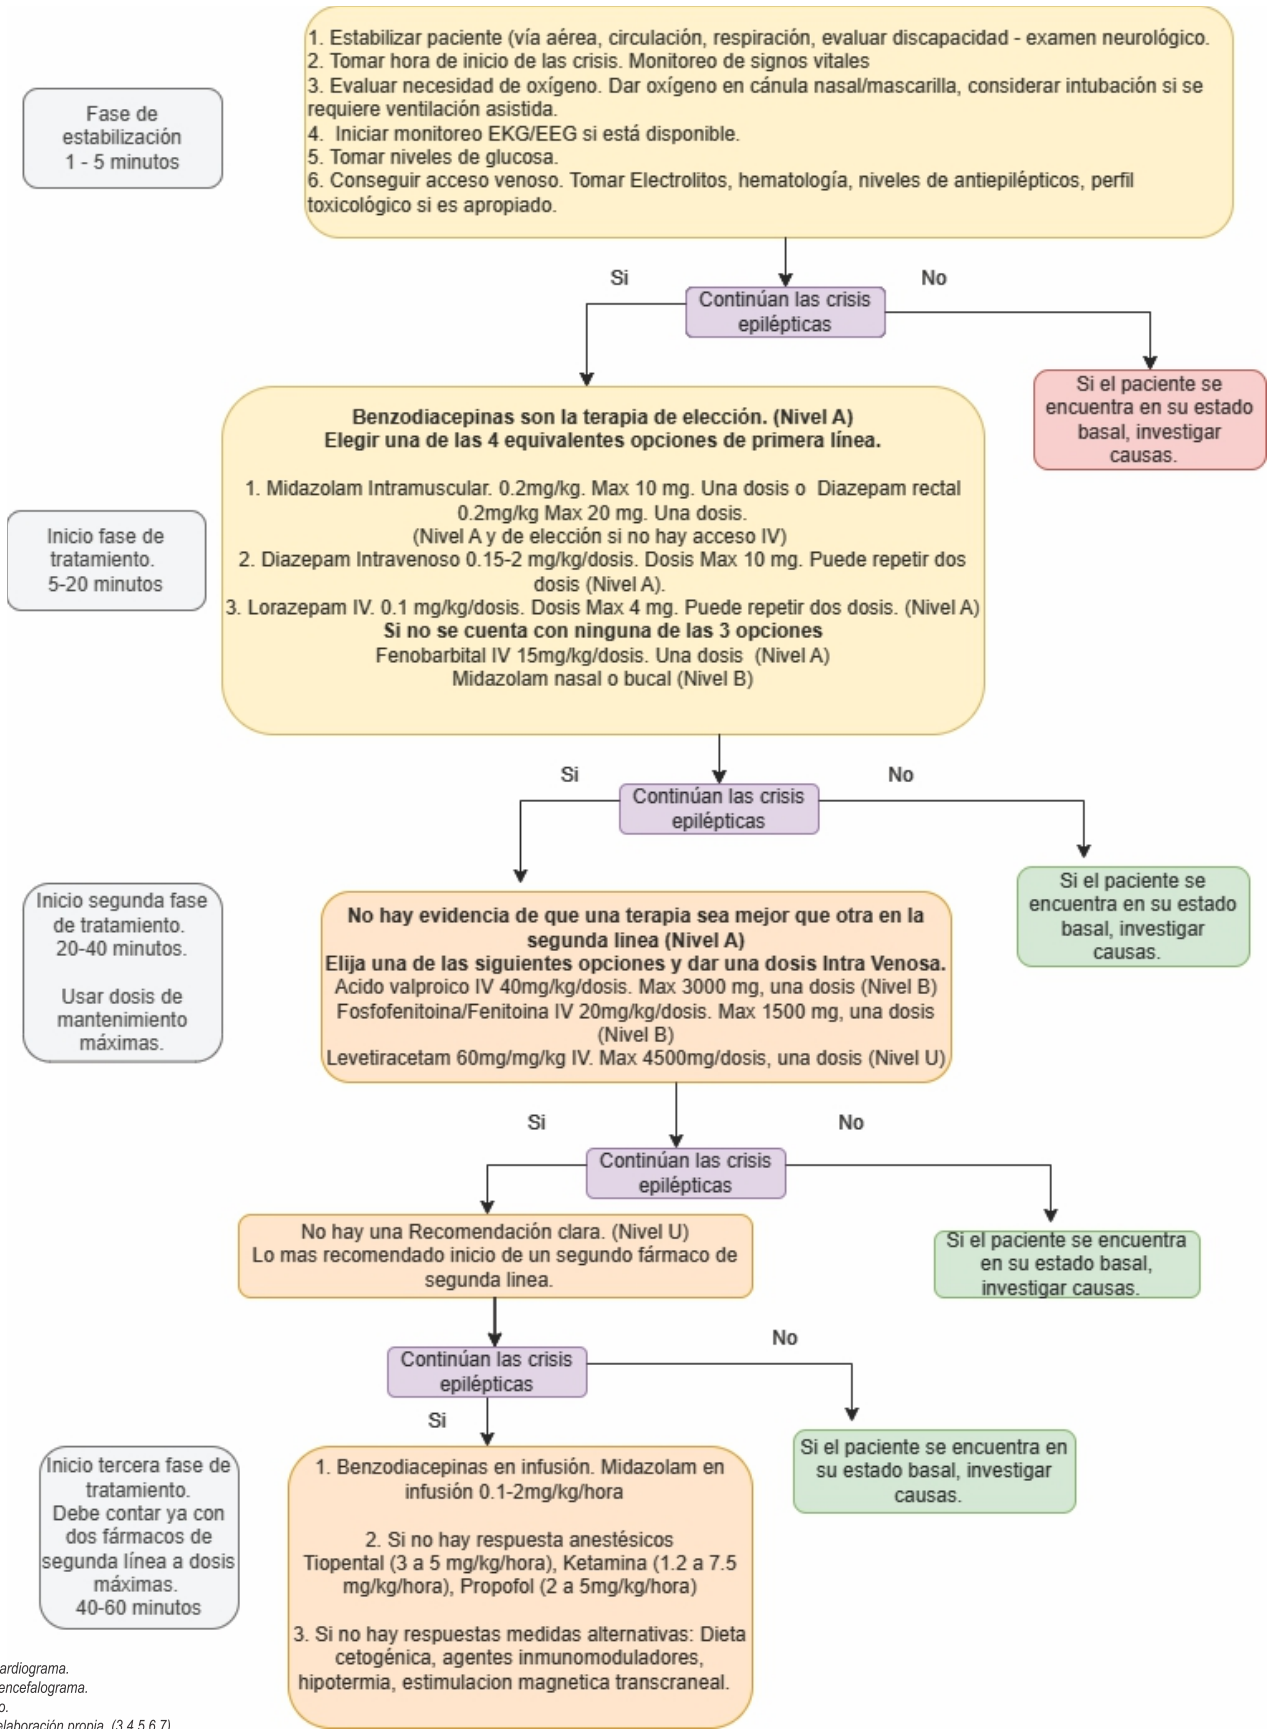 1. Estabilizar paciente (vía aérea, circulación, respiración, evaluar discapacidad - examen neurológico.
2. Tomar hora de inicio de las crisis. Monitoreo de signos vitales
3. Evaluar necesidad de oxígeno. Dar oxígeno en cánula nasal/mascarilla, considerar intubación si se
requiere ventilación asistida.
4. Iniciar monitoreo EKG/EEG si está disponible.
5. Tomar niveles de glucosa.
6. Conseguir acceso venoso. Tomar Electrolitos, hematología, niveles de antiepilépticos, perfil
toxicológico si es apropiado.
Fase de
estabilización
1 - 5 minutos
Si
No
Continúan las crisis
epilépticas
Si el paciente se
encuentra en su estado
basal, investigar
causas.
Benzodiacepinas son la terapia de elección. (Nivel A)
Elegir una de las 4 equivalentes opciones de primera línea.
1. Midazolam Intramuscular. 0.2mg/kg. Max 10 mg. Una dosis o Diazepam rectal
0.2mg/kg Max 20 mg. Una dosis.
(Nivel A y de elección si no hay acceso IV)
2. Diazepam Intravenoso 0.15-2 mg/kg/dosis. Dosis Max 10 mg. Puede repetir dos
dosis (Nivel A).
3. Lorazepam IV. 0.1 mg/kg/dosis. Dosis Max 4 mg. Puede repetir dos dosis. (Nivel A)
Si no se cuenta con ninguna de las 3 opciones
Fenobarbital IV 15mg/kg/dosis. Una dosis (Nivel A)
Midazolam nasal o bucal (Nivel B)
Inicio fase de
tratamiento.
5-20 minutos
Si
No
Continúan las crisis
epilépticas
Si el paciente se
encuentra en su estado
basal, investigar
causas.
Inicio segunda fase
de tratamiento.
20-40 minutos.
Usar dosis de
mantenimiento
máximas.
No hay evidencia de que una terapia sea mejor que otra en la
segunda linea (Nivel A)
Elija una de las siguientes opciones y dar una dosis Intra Venosa.
Acido valproico IV 40mg/kg/dosis. Max 3000 mg, una dosis (Nivel B)
Fosfofenitoina/Fenitoina IV 20mg/kg/dosis. Max 1500 mg, una dosis
(Nivel B)
Levetiracetam 60mg/mg/kg IV. Max 4500mg/dosis, una dosis (Nivel U)
Si
No
Continúan las crisis
epilépticas
No hay una Recomendación clara. (Nivel U)
Lo mas recomendado inicio de un segundo fármaco de
segunda linea.
Si el paciente se encuentra
en su estado basal,
investigar causas.
No
Continúan las crisis
epilépticas
Si
Si el paciente se encuentra en
su estado basal, investigar
causas.
Inicio tercera fase de
tratamiento.
Debe contar ya con
dos fármacos de
segunda línea a dosis
máximas.
40-60 minutos
1. Benzodiacepinas en infusión. Midazolam en
infusión 0.1-2mg/kg/hora
2. Si no hay respuesta anestésicos
Tiopental (3 a 5 mg/kg/hora), Ketamina (1.2 a 7.5
mg/kg/hora), Propofol (2 a 5mg/kg/hora)
3. Si no hay respuestas medidas alternativas: Dieta
cetogénica, agentes inmunomoduladores,
hipotermia, estimulacion magnetica transcraneal.
ardiograma.
encefalograma.
o.
elaboración propia. (3,4,5,6,7)